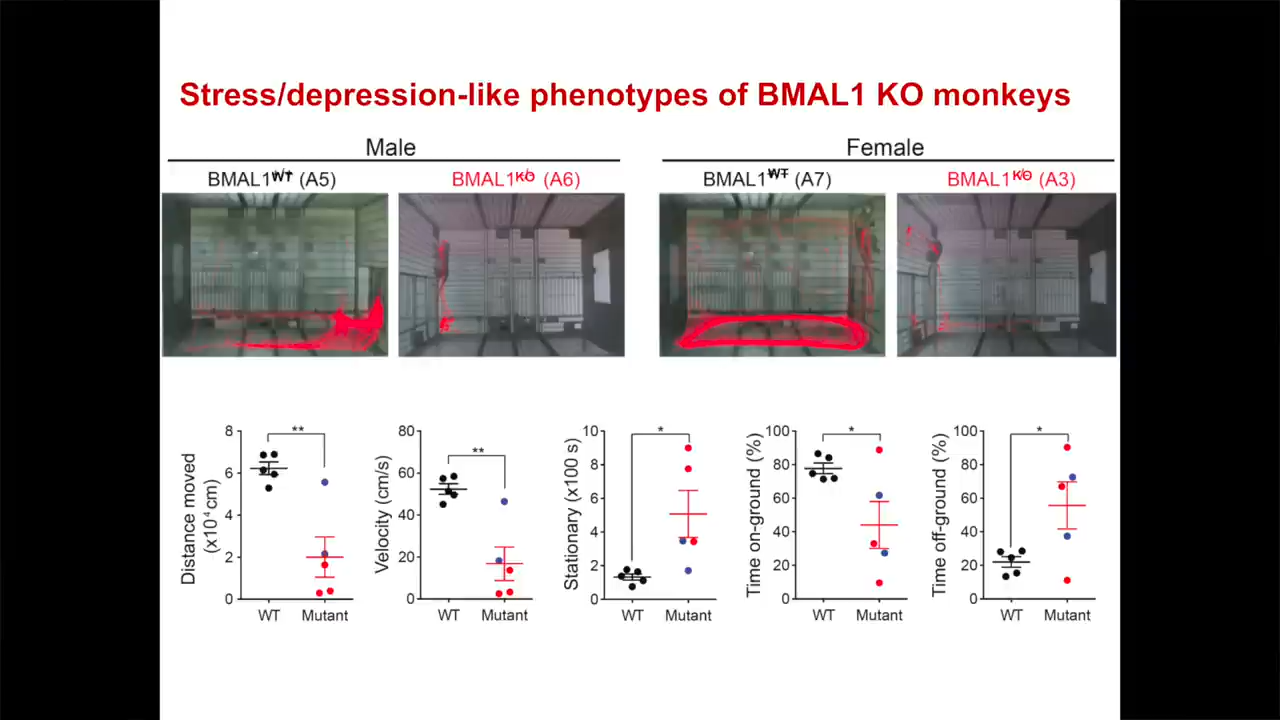 Stress/depression-like phenotypes of BMAL1 KO monkeys
Male
Female
BMAL1WT (A5)
BMAL1KO (A6)
BMAL1WT (A7)
BMAL1KO (A3)
Distance moved
(x10⁴ cm)
8
6
4
2
0
**
WT Mutant
Velocity (cm/s)
80
60
40
20
0
**
WT Mutant
Stationary (x100 s)
10
8
6
4
2
0
*
WT Mutant
Time on-ground (%)
100
80
60
40
20
0
*
WT Mutant
Time off-ground (%)
100
80
60
40
20
0
*
WT Mutant